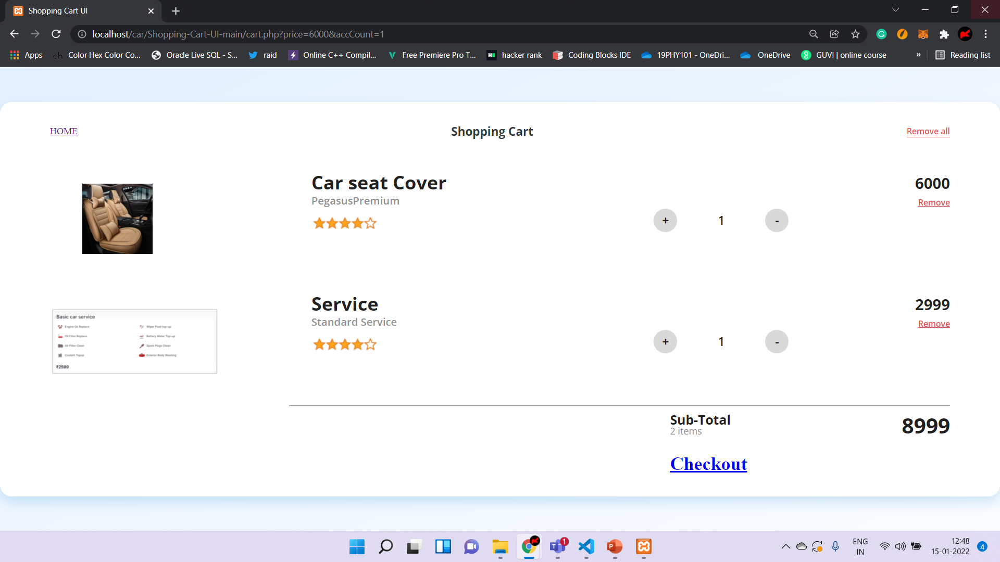 Shopping Cart UI
localhost/car/Shopping-Cart-UI-main/cart.php?price=6000&accCount=1
Apps
ch Color Hex Color Co...
Oracle Live SQL - S...
raid
Online C++ Compil...
Free Premiere Pro T...
hacker rank
Coding Blocks IDE
19PHY101 - OneDri...
OneDrive
GUVI | online course
»
Reading list
HOME
Shopping Cart
Remove all
Car seat Cover
6000
PegasusPremium
Remove
+ 1 -
Service
2999
Standard Service
Remove
+ 1 -
Basic car service
Engine Oil Replace
Wiper Fluid top-up
Oil Filter Replace
Battery Water Top-up
Air Filter Clean
Spark Plugs Clean
Coolant Topup
Exterior Body Washing
₹2599
Sub-Total
8999
2 items
Checkout
1
ENG
IN
12:48
15-01-2022
4